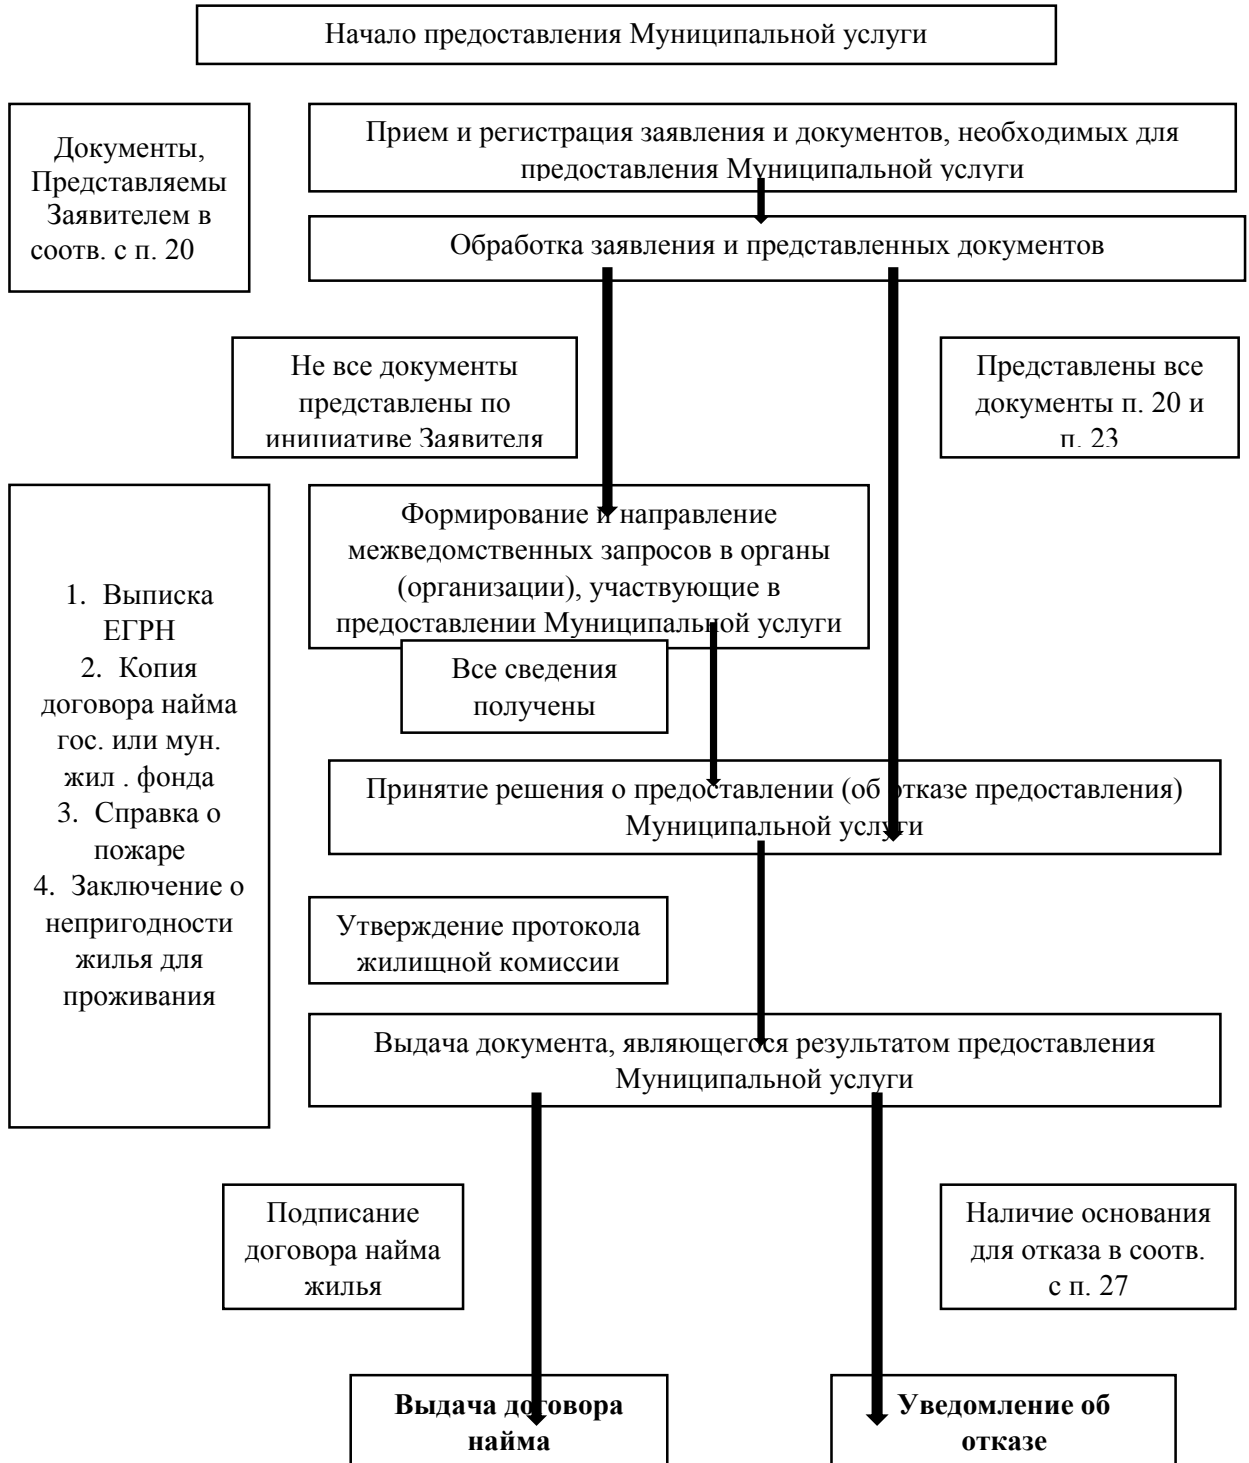 Начало предоставления Муниципальной услуги
Документы,
Представляемы
Заявителем в
соотв. с п. 20
Прием и регистрация заявления и документов, необходимых для
предоставления Муниципальной услуги
Обработка заявления и представленных документов
Не все документы
представлены по
инициативе Заявителя
Представлены все
документы п. 20 и
п. 23
1. Выписка
ЕГРН
2. Копия
договора найма
гос. или мун.
жил . фонда
3. Справка о
пожаре
4. Заключение о
непригодности
жилья для
проживания
Формирование и направление
межведомственных запросов в органы
(организации), участвующие в
предоставлении Муниципальной услуги
Все сведения
получены
Принятие решения о предоставлении (об отказе предоставления)
Муниципальной услуги
Утверждение протокола
жилищной комиссии
Выдача документа, являющегося результатом предоставления
Муниципальной услуги
Подписание
договора найма
жилья
Наличие основания
для отказа в соотв.
с п. 27
Выдача договора
найма
Уведомление об
отказе